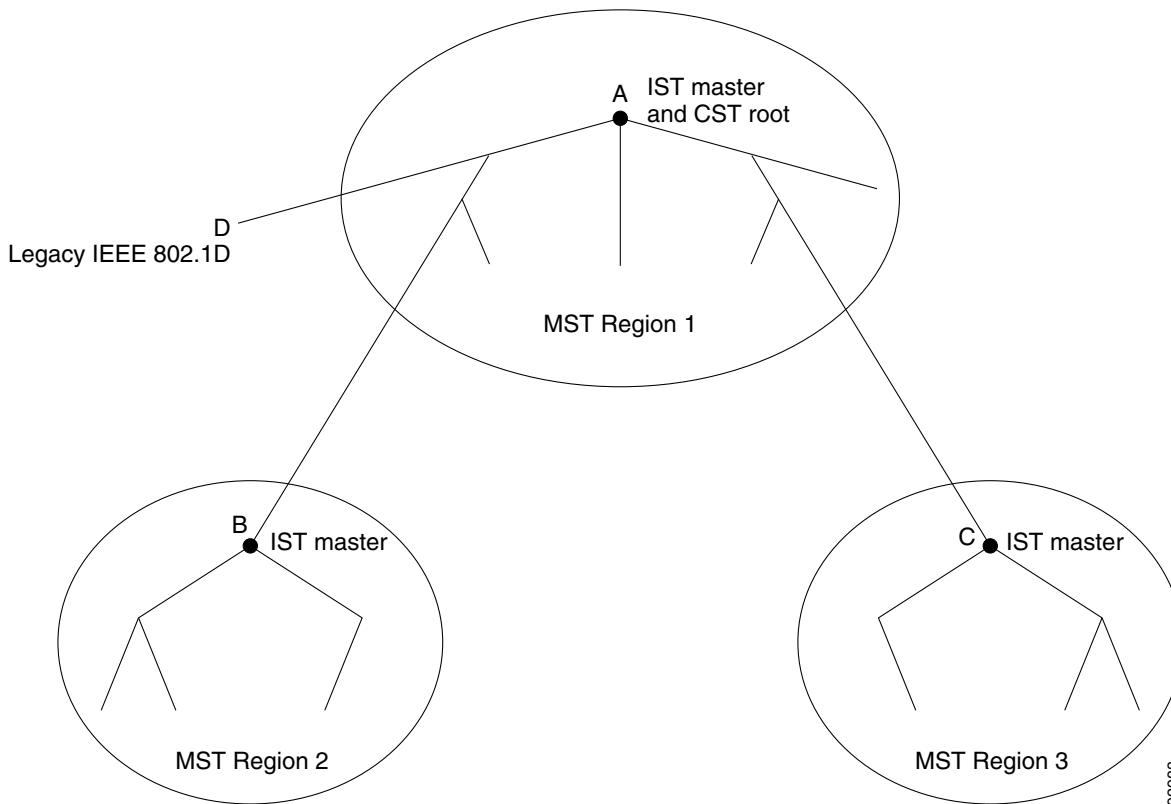 A
IST master
and CST root
D
Legacy IEEE 802.1D
MST Region 1
B
IST master
C
IST master
MST Region 2
MST Region 3